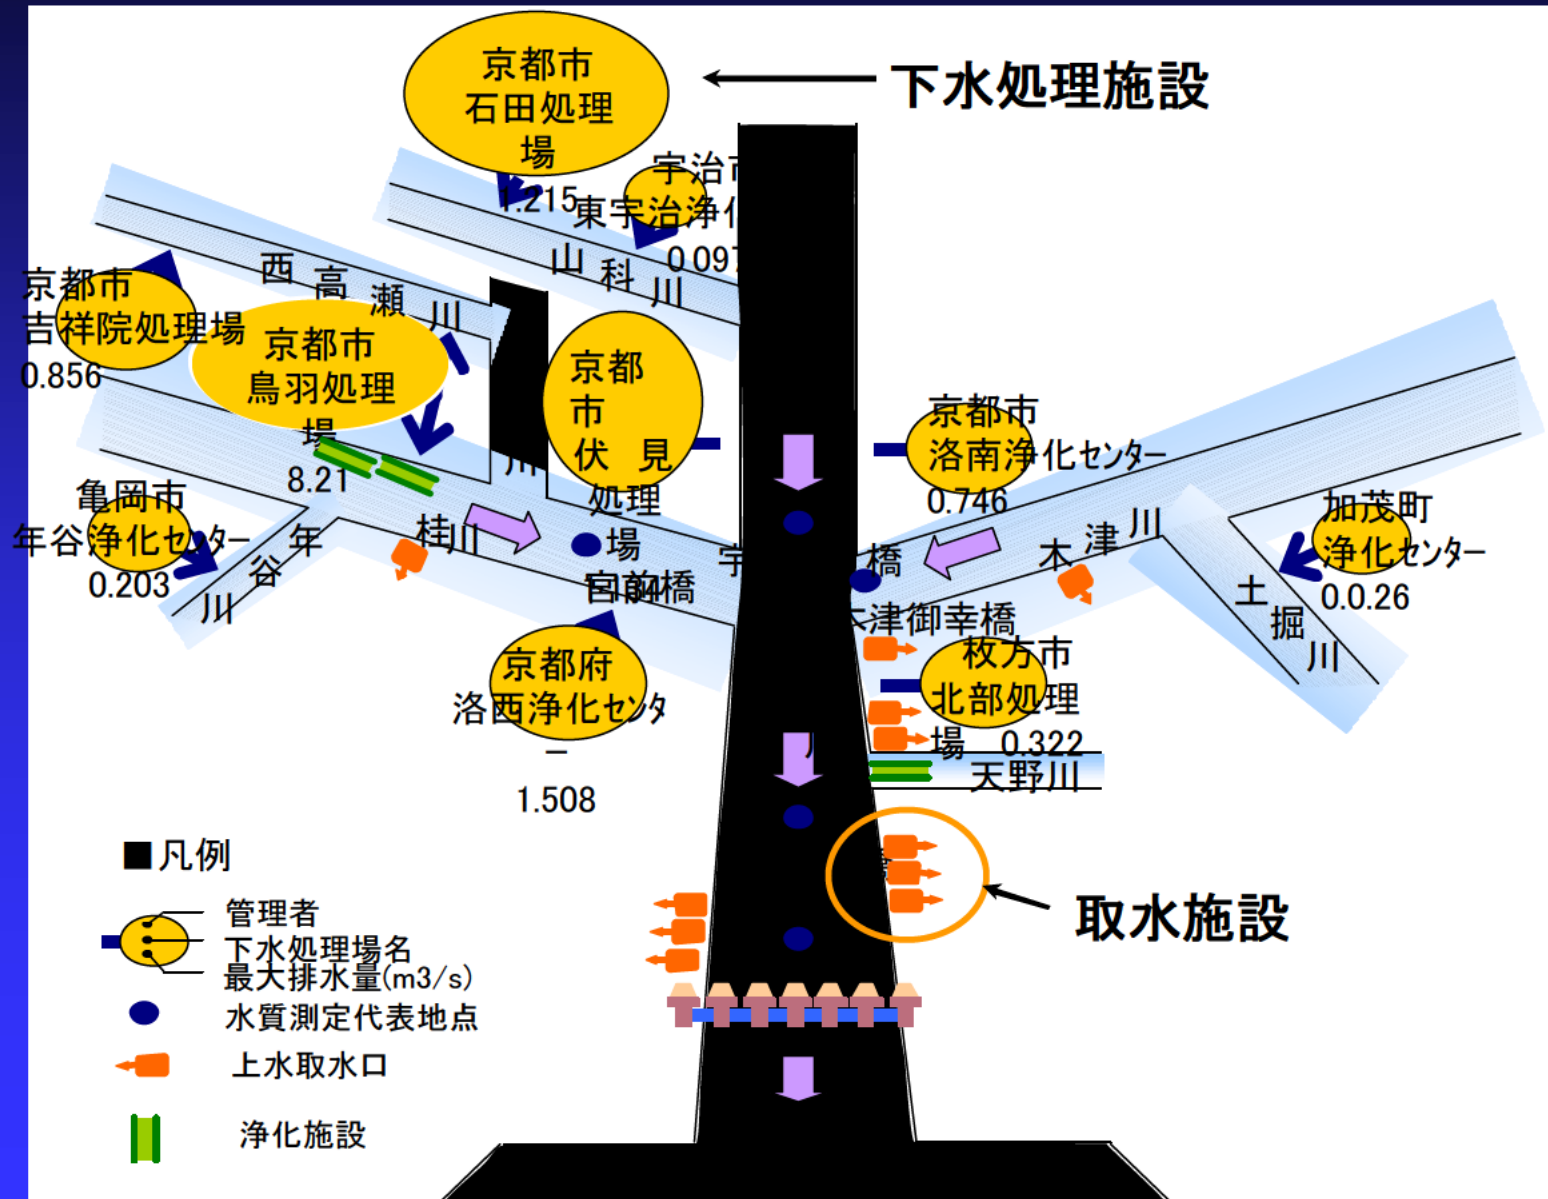 京都市
石田処理
場
1.215
下水処理施設
宇治市
東宇治浄化
0 097
山科川
西高瀬川
京都市
吉祥院処理場
0.856
京都市
鳥羽処理
場
8.21
川
京都
市
伏 見
処理
場
京都市
洛南浄化センター
0.746
亀岡市
年谷浄化センター
0.203
年谷川
桂川
宮前橋
宇
橋
木津川
加茂町
浄化センター
0.0.26
土掘川
木津御幸橋
京都府
洛西浄化センタ
ー
1.508
枚方市
北部処理
場 0.322
天野川
取水施設
■凡例
管理者
下水処理場名
最大排水量(m3/s)
水質測定代表地点
上水取水口
浄化施設